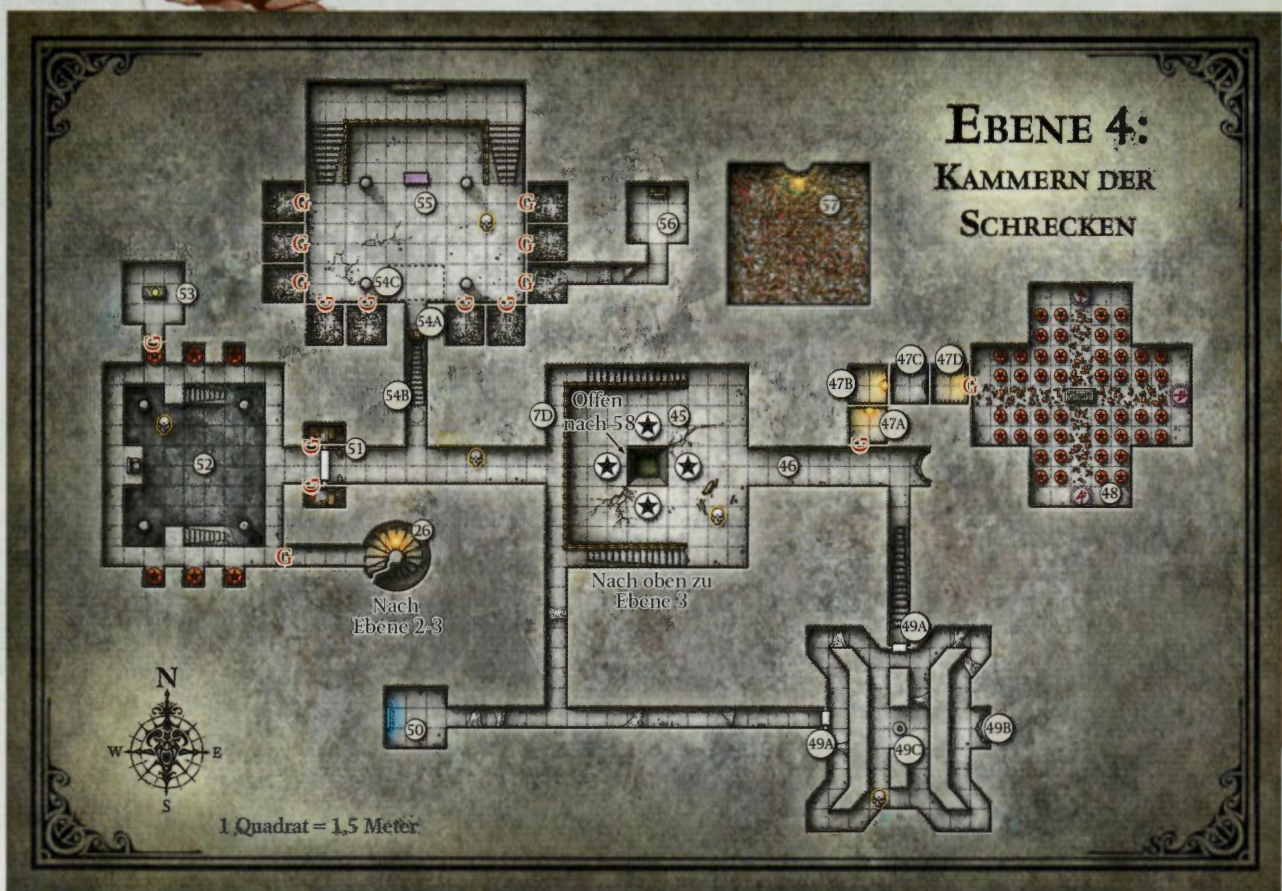 EBENE 4:
KAMMERN DER
SCHRECKEN
55
57
56
G
G
G
G
G
G
54C
53
G
G
G
G
54A
G
47C
47D
47B
G
54B
7D
Offen
nach 58
45
47A
G
51
G
52
46
G
48
26
G
Nach
Ebene 2-3
Nach oben zu
Ebene 3
49A
N
W
E
S
50
49A
49C
49B
1 Quadrat = 1,5 Meter